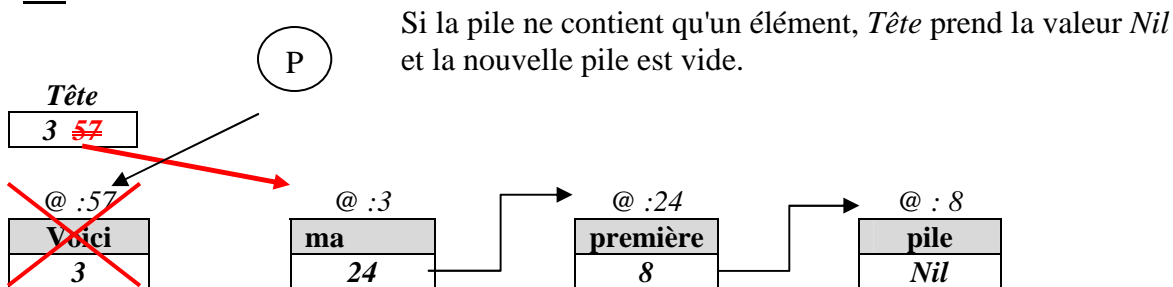 Si la pile ne contient qu'un élément, Tête prend la valeur Nil
et la nouvelle pile est vide.
P
Tête
3 57
@ :57 @ :3 @ :24 @ : 8
Voici ma première pile
3 24 8 Nil